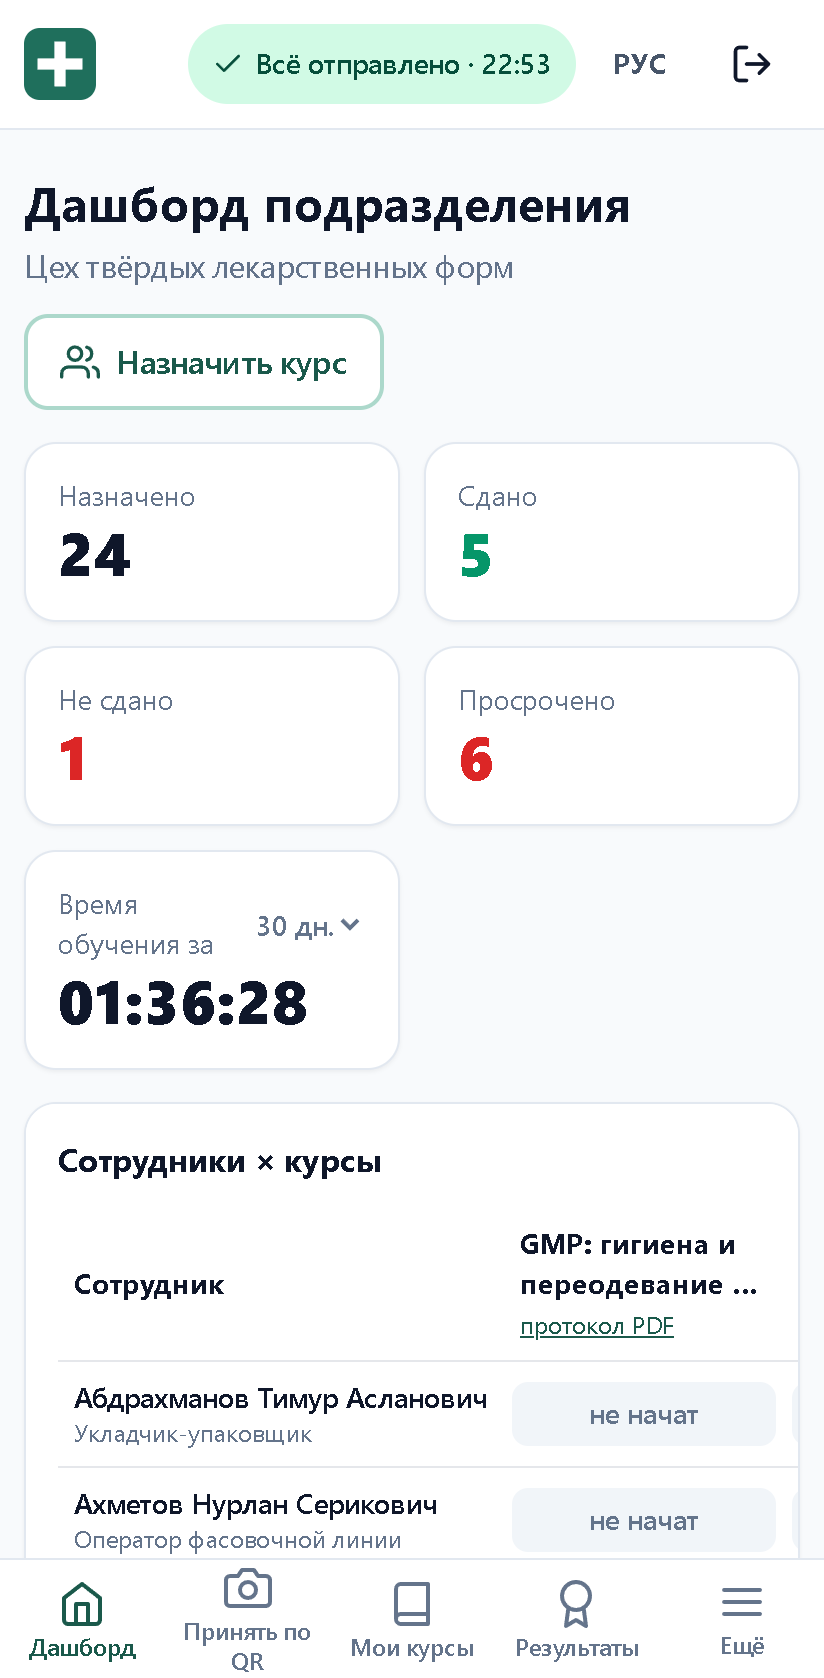 Всё отправлено · 22:53
РУС
Дашборд подразделения
Цех твёрдых лекарственных форм
Назначить курс
Назначено
24
Сдано
5
Не сдано
1
Просрочено
6
Время
обучения за
30 дн.
01:36:28
Сотрудники × курсы
Сотрудник
GMP: гигиена и
переодевание ...
протокол PDF
Абдрахманов Тимур Асланович
Укладчик-упаковщик
не начат
Ахметов Нурлан Серикович
Оператор фасовочной линии
не начат
Дашборд
Принять по
QR
Мои курсы
Результаты
Ещё